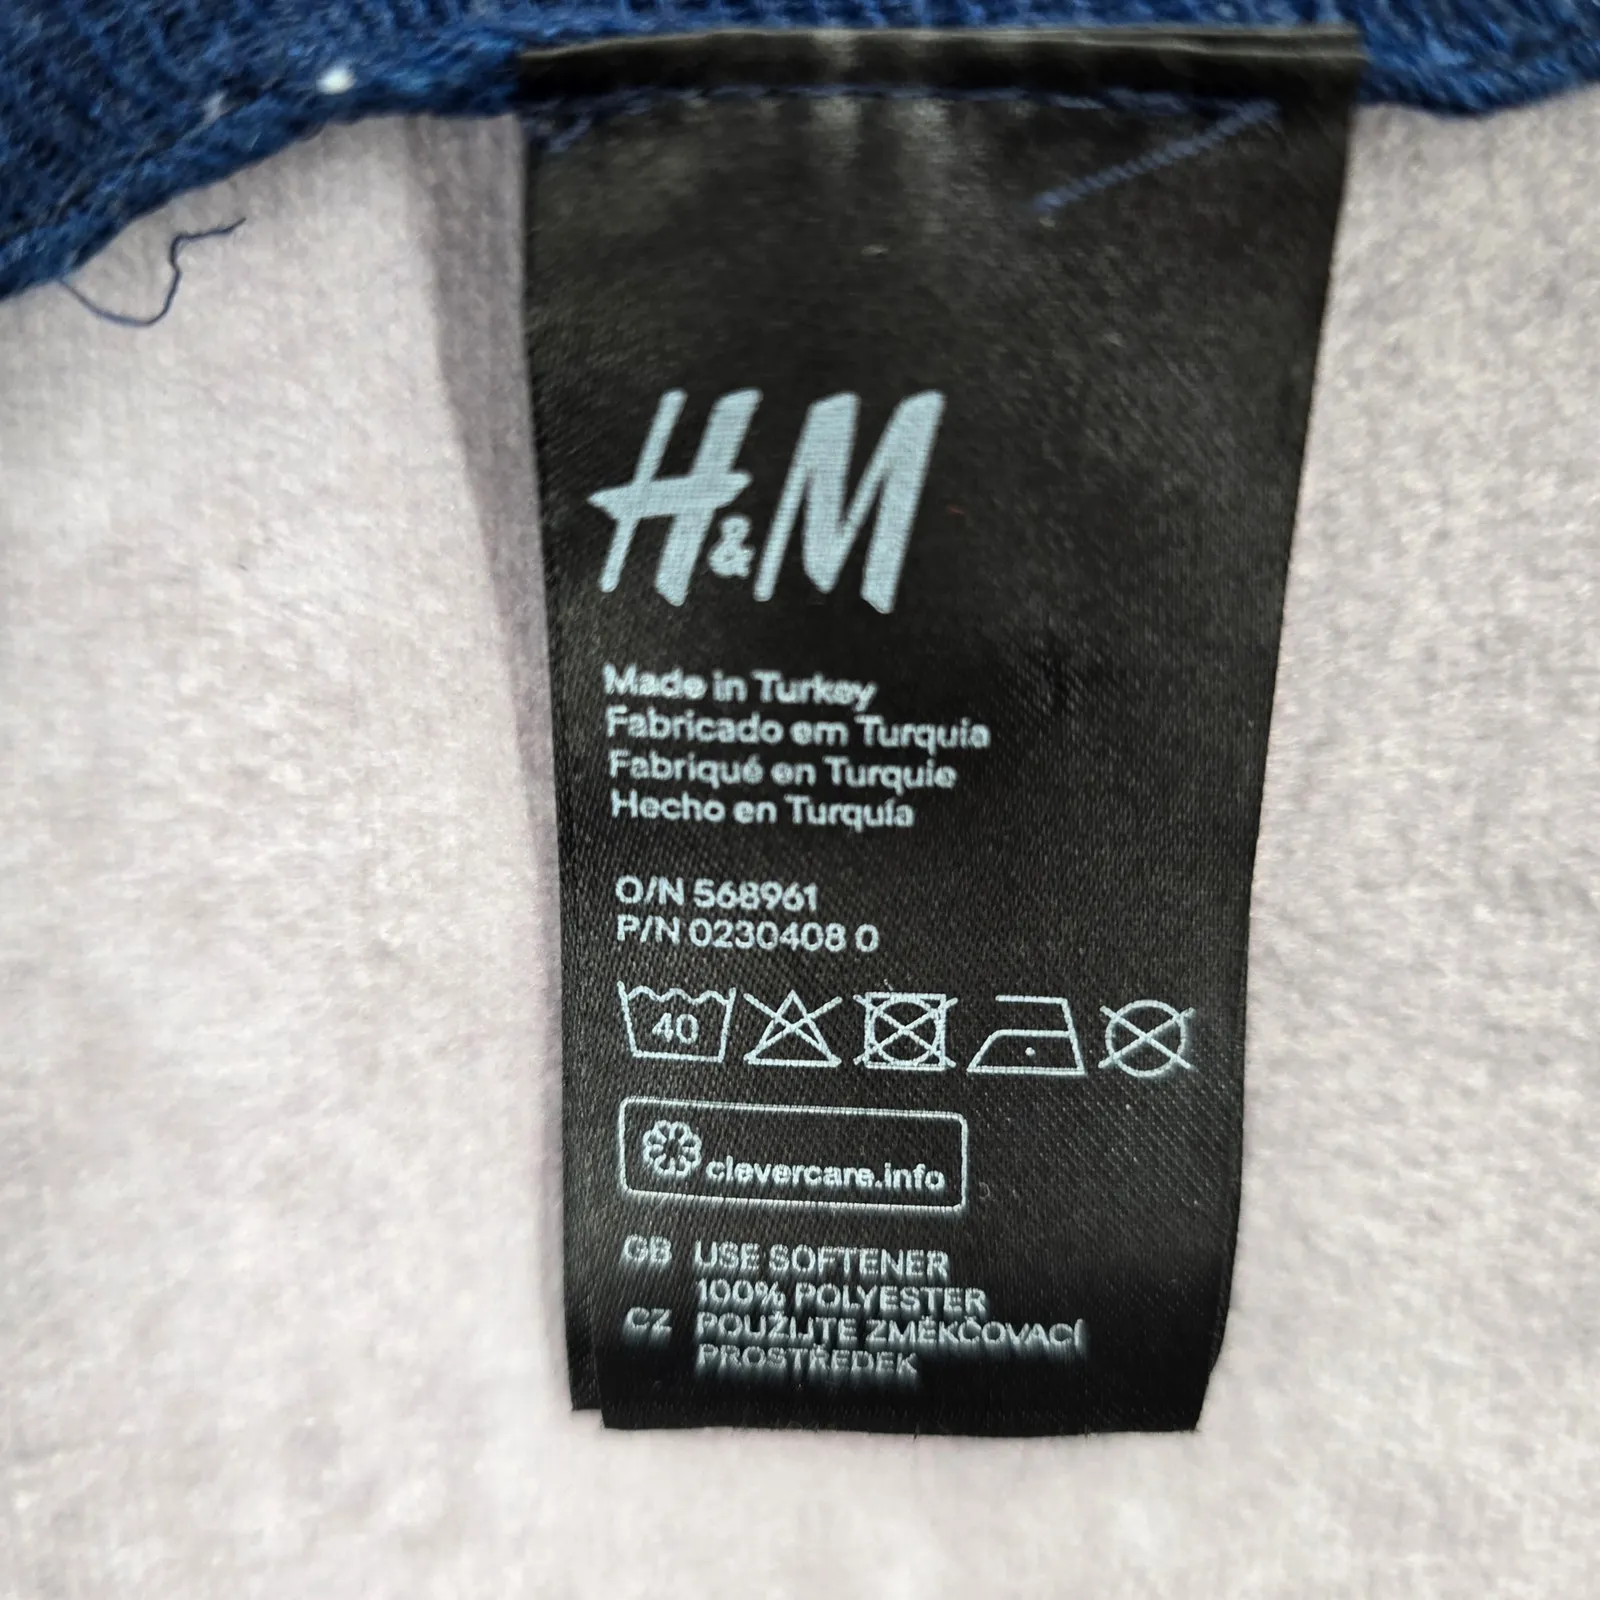 H&M
Made in Turkey
Fabricado em Turquia
Fabriqué en Turquie
Hecho en Turquía
O/N 568961
P/N 0230408 0
40
clevercare.info
GB USE SOFTENER
100% POLYESTER
CZ POUŽIJTE ZMĚKČOVACÍ
PROSTŘEDEK